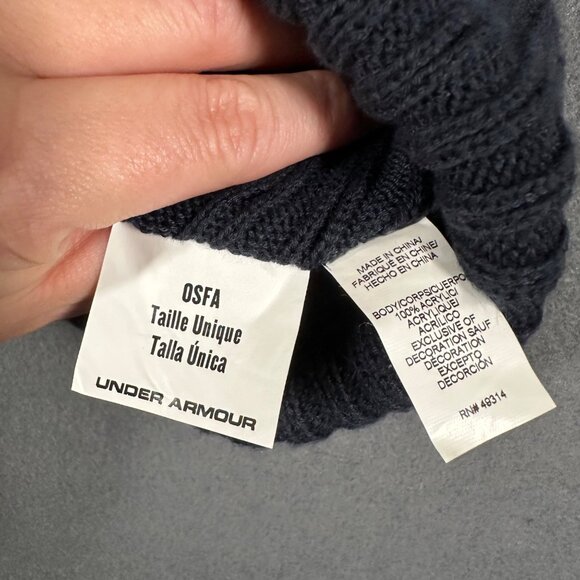 OSFA
Taille Unique
Talla Única
UNDER ARMOUR
MADE IN CHINA/
FABRIQUÉ EN CHINE/
HECHO EN CHINA
BODY/CORPS/CUERPO
100% ACRYLIC/
ACRYLIQUE/
ACRÍLICO
EXCLUSIVE OF
DECORATION SAUF
DÉCORATION
EXCEPTO
DECORCIÓN
RN# 49314